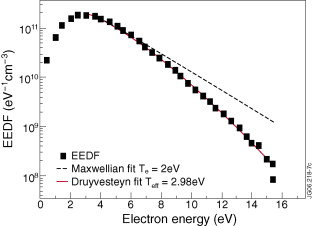 EEDF (eV⁻¹cm⁻³)
10¹¹
10¹⁰
10⁹
10⁸
EEDF
Maxwellian fit Tₑ = 2eV
Druyvesteyn fit T_eff = 2.98eV
0 2 4 6 8 10 12 14 16
Electron energy (eV)
JG06.218-7c